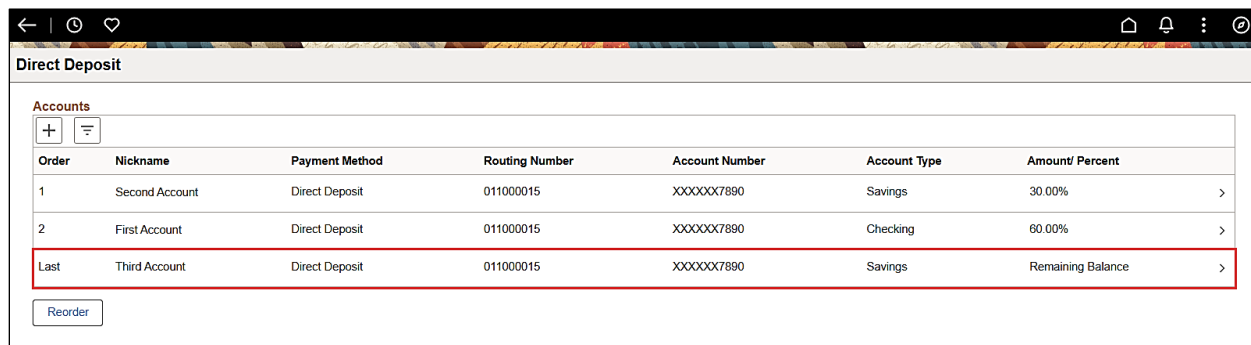 Direct Deposit
Accounts
Order Nickname Payment Method Routing Number Account Number Account Type Amount/ Percent
1 Second Account Direct Deposit 011000015 XXXXXX7890 Savings 30.00%
2 First Account Direct Deposit 011000015 XXXXXX7890 Checking 60.00%
Last Third Account Direct Deposit 011000015 XXXXXX7890 Savings Remaining Balance
Reorder